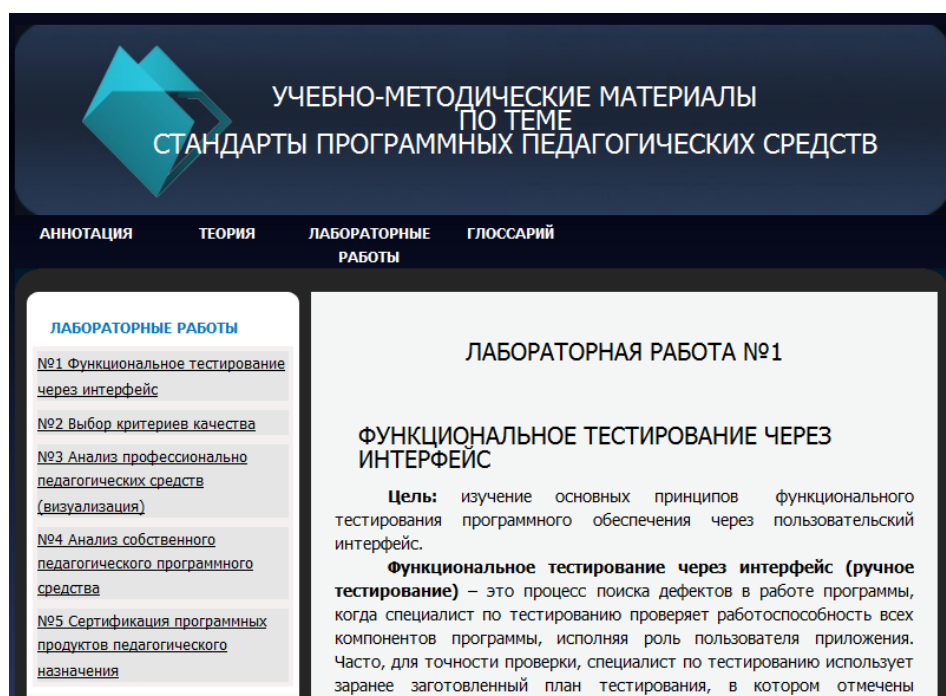 УЧЕБНО-МЕТОДИЧЕСКИЕ МАТЕРИАЛЫ
ПО ТЕМЕ
СТАНДАРТЫ ПРОГРАММНЫХ ПЕДАГОГИЧЕСКИХ СРЕДСТВ
АННОТАЦИЯ
ТЕОРИЯ
ЛАБОРАТОРНЫЕ
РАБОТЫ
ГЛОССАРИЙ
ЛАБОРАТОРНЫЕ РАБОТЫ
№1 Функциональное тестирование
через интерфейс
№2 Выбор критериев качества
№3 Анализ профессионально
педагогических средств
(визуализация)
№4 Анализ собственного
педагогического программного
средства
№5 Сертификация программных
продуктов педагогического
назначения
ЛАБОРАТОРНАЯ РАБОТА №1
ФУНКЦИОНАЛЬНОЕ ТЕСТИРОВАНИЕ ЧЕРЕЗ
ИНТЕРФЕЙС
Цель: изучение основных принципов функционального
тестирования программного обеспечения через пользовательский
интерфейс.
Функциональное тестирование через интерфейс (ручное
тестирование) – это процесс поиска дефектов в работе программы,
когда специалист по тестированию проверяет работоспособность всех
компонентов программы, исполняя роль пользователя приложения.
Часто, для точности проверки, специалист по тестированию использует
заранее заготовленный план тестирования, в котором отмечены